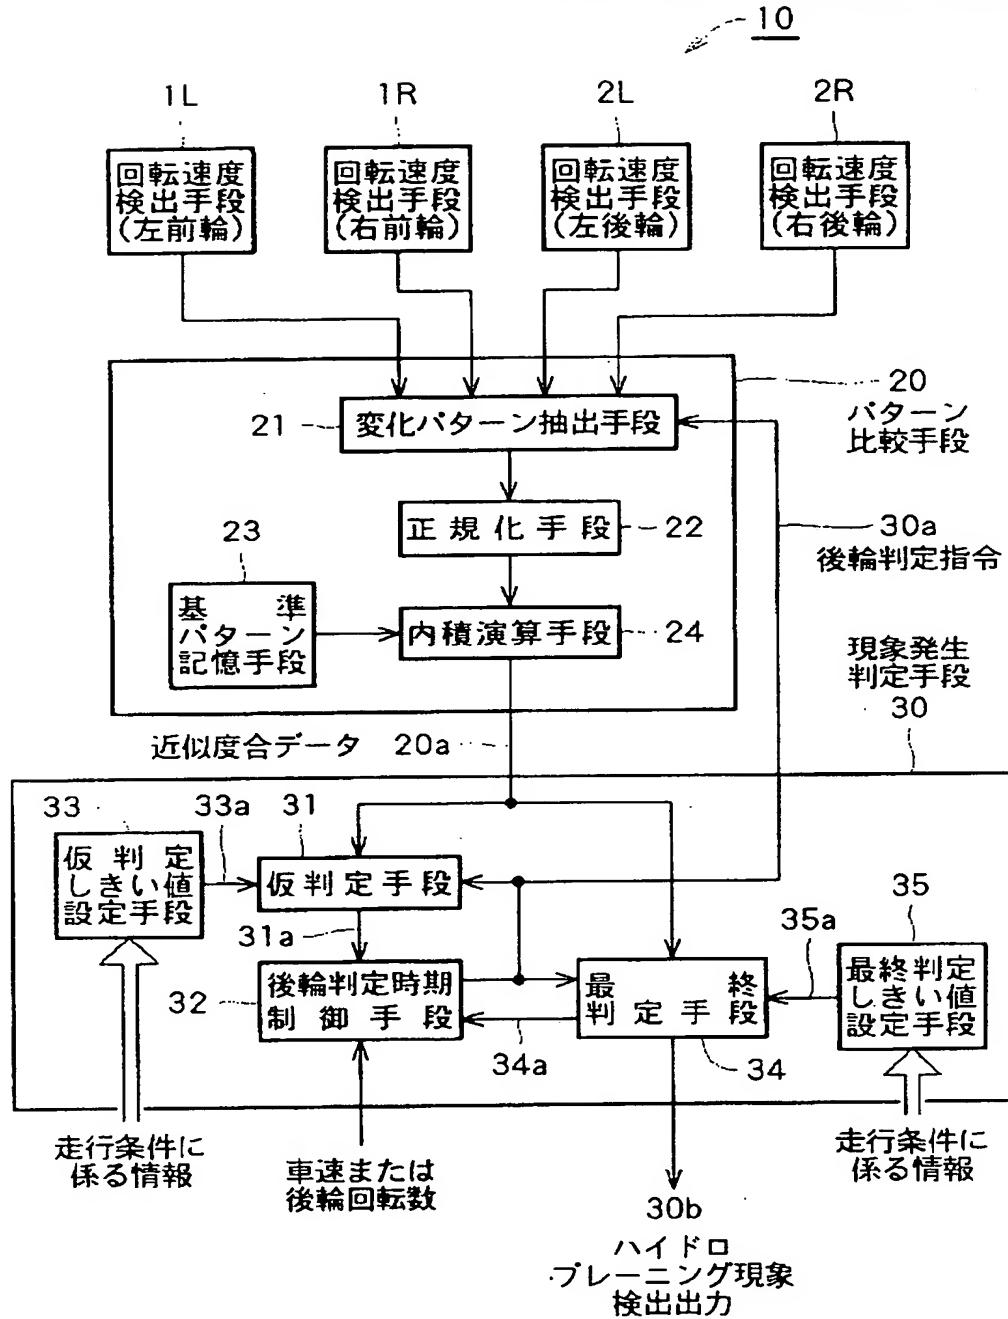 10
1L
1R
2L
2R
回転速度
検出手段
(左前輪)
回転速度
検出手段
(右前輪)
回転速度
検出手段
(左後輪)
回転速度
検出手段
(右後輪)
20
パターン
比較手段
21
変化パターン抽出手段
正規化手段
22
30a
後輪判定指令
23
基準
パターン
記憶手段
内積演算手段
24
現象発生
判定手段
30
近似度合データ 20a
33
33a
31
仮判定
しきい値
設定手段
仮判定手段
31a
35
35a
32
後輪判定時期
制御手段
最終
判定手段
最終判定
しきい値
設定手段
34a
34
走行条件に
係る情報
車速または
後輪回転数
走行条件に
係る情報
30b
ハイドロ
プレーニング現象
検出出力